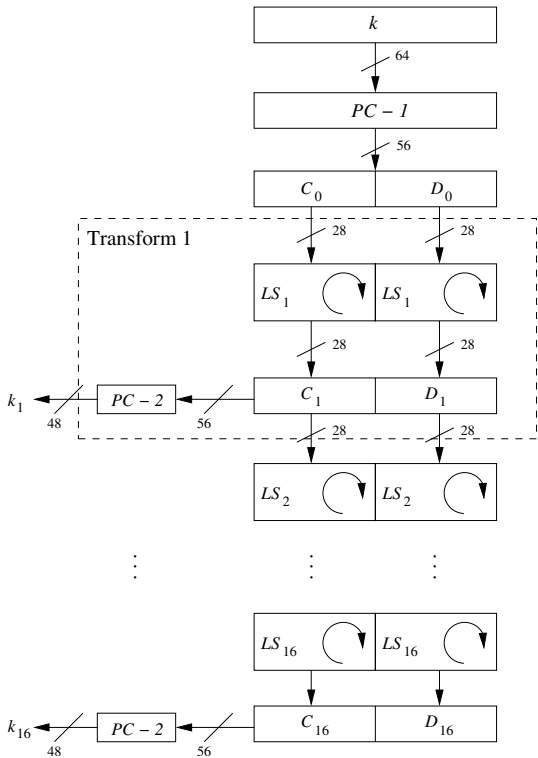 k
64
PC – 1
56
C0 D0
Transform 1
28 28
LS1 LS1
28 28
k1 48 PC – 2 56 C1 D1
28 28
LS2 LS2
LS16 LS16
k16 48 PC – 2 56 C16 D16